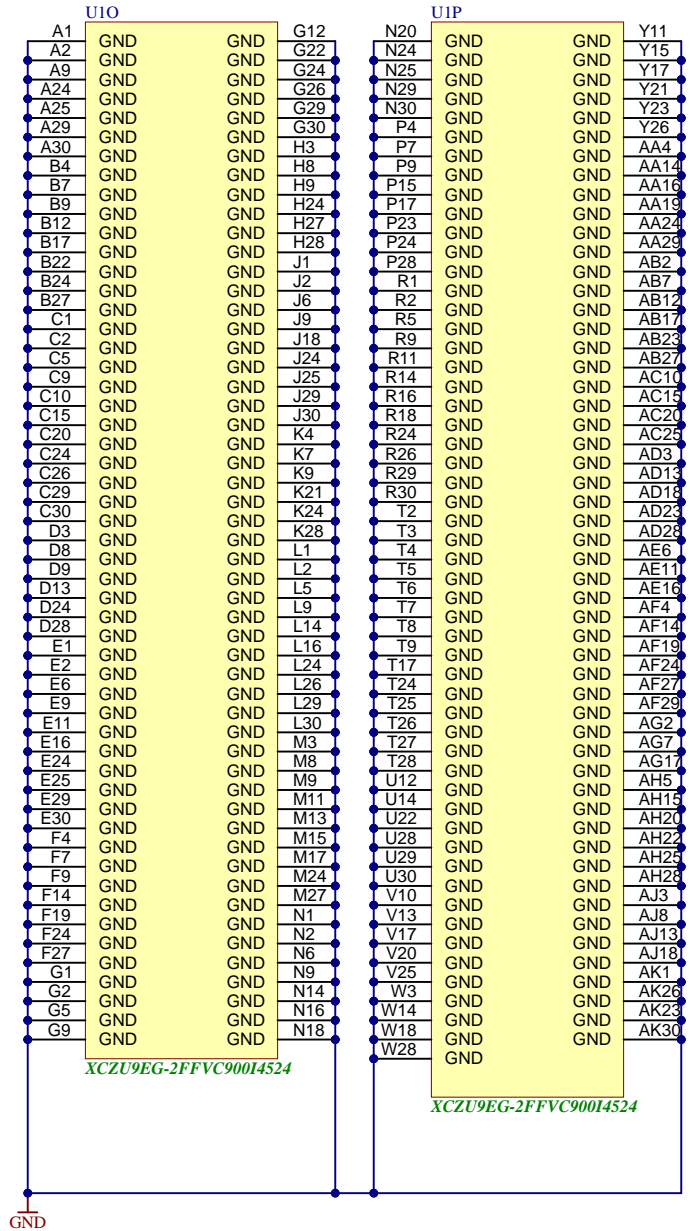 U1O
A1 GND GND G12
A2 GND GND G22
A9 GND GND G24
A24 GND GND G26
A25 GND GND G29
A29 GND GND G30
A30 GND GND H3
B4 GND GND H8
B7 GND GND H9
B9 GND GND H24
B12 GND GND H27
B17 GND GND H28
B22 GND GND J1
B24 GND GND J2
B27 GND GND J6
C1 GND GND J9
C2 GND GND J18
C5 GND GND J24
C9 GND GND J25
C10 GND GND J29
C15 GND GND J30
C20 GND GND K4
C24 GND GND K7
C26 GND GND K9
C29 GND GND K21
C30 GND GND K24
D3 GND GND K28
D8 GND GND L1
D9 GND GND L2
D13 GND GND L5
D24 GND GND L9
D28 GND GND L14
E1 GND GND L16
E2 GND GND L24
E6 GND GND L26
E9 GND GND L29
E11 GND GND L30
E16 GND GND M3
E24 GND GND M8
E25 GND GND M9
E29 GND GND M11
E30 GND GND M13
F4 GND GND M15
F7 GND GND M17
F9 GND GND M24
F14 GND GND M27
F19 GND GND N1
F24 GND GND N2
F27 GND GND N6
G1 GND GND N9
G2 GND GND N14
G5 GND GND N16
G9 GND GND N18
XCZU9EG-2FFVC900I4524
U1P
N20 GND GND Y11
N24 GND GND Y15
N25 GND GND Y17
N29 GND GND Y21
N30 GND GND Y23
P4 GND GND Y26
P7 GND GND AA4
P9 GND GND AA14
P15 GND GND AA16
P17 GND GND AA19
P23 GND GND AA24
P24 GND GND AA29
P28 GND GND AB2
R1 GND GND AB7
R2 GND GND AB12
R5 GND GND AB17
R9 GND GND AB23
R11 GND GND AB27
R14 GND GND AC10
R16 GND GND AC15
R18 GND GND AC20
R24 GND GND AC25
R26 GND GND AD3
R29 GND GND AD13
R30 GND GND AD18
T2 GND GND AD23
T3 GND GND AD28
T4 GND GND AE6
T5 GND GND AE11
T6 GND GND AE16
T7 GND GND AF4
T8 GND GND AF14
T9 GND GND AF19
T17 GND GND AF24
T24 GND GND AF27
T25 GND GND AF29
T26 GND GND AG2
T27 GND GND AG7
T28 GND GND AG17
U12 GND GND AH5
U14 GND GND AH15
U22 GND GND AH20
U28 GND GND AH22
U29 GND GND AH25
U30 GND GND AH28
V10 GND GND AJ3
V13 GND GND AJ8
V17 GND GND AJ13
V20 GND GND AJ18
V25 GND GND AK1
W3 GND GND AK26
W14 GND GND AK23
W18 GND GND AK30
W28 GND
XCZU9EG-2FFVC900I4524
GND